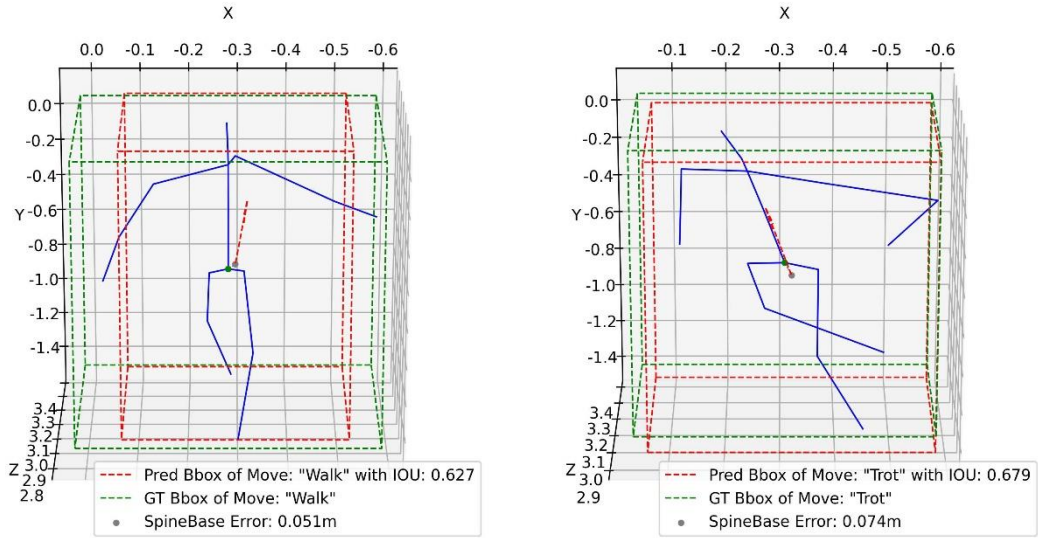 X
0.0 -0.1 -0.2 -0.3 -0.4 -0.5 -0.6
0.0
-0.2
-0.4
Y -0.6
-0.8
-1.0
-1.2
-1.4
3.4
3.3
3.2
3.1
Z 3.0
2.9
2.8
Pred Bbox of Move: "Walk" with IOU: 0.627
GT Bbox of Move: "Walk"
SpineBase Error: 0.051m
X
-0.1 -0.2 -0.3 -0.4 -0.5 -0.6
0.0
-0.2
-0.4
Y -0.6
-0.8
-1.0
-1.2
-1.4
3.4
3.3
3.2
3.1
Z 3.0
2.9
Pred Bbox of Move: "Trot" with IOU: 0.679
GT Bbox of Move: "Trot"
SpineBase Error: 0.074m